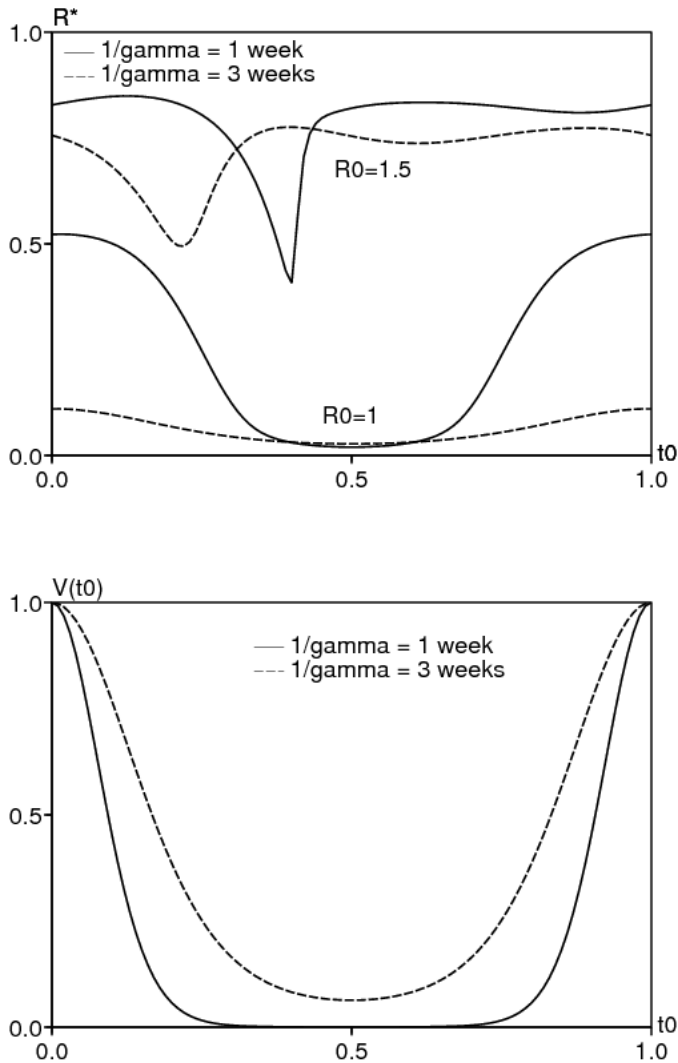 R*
1.0
1/gamma = 1 week
1/gamma = 3 weeks
R0=1.5
0.5
R0=1
0.0
t0
0.0 0.5 1.0
V(t0)
1.0
1/gamma = 1 week
1/gamma = 3 weeks
0.5
0.0
t0
0.0 0.5 1.0